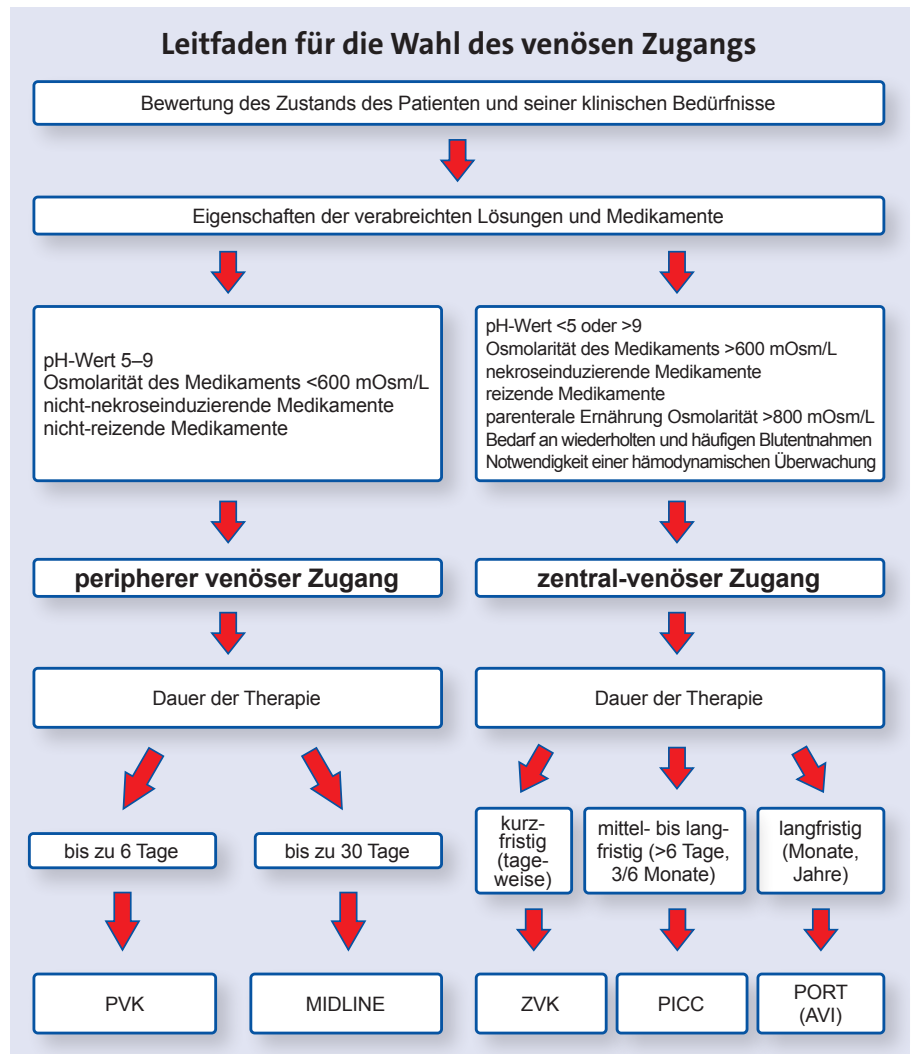 Leitfaden für die Wahl des venösen Zugangs
Bewertung des Zustands des Patienten und seiner klinischen Bedürfnisse
Eigenschaften der verabreichten Lösungen und Medikamente
pH-Wert 5–9
Osmolarität des Medikaments <600 mOsm/L
nicht-nekroseinduzierende Medikamente
nicht-reizende Medikamente
pH-Wert <5 oder >9
Osmolarität des Medikaments >600 mOsm/L
nekroseinduzierende Medikamente
reizende Medikamente
parenterale Ernährung Osmolarität >800 mOsm/L
Bedarf an wiederholten und häufigen Blutentnahmen
Notwendigkeit einer hämodynamischen Überwachung
peripherer venöser Zugang
zentral-venöser Zugang
Dauer der Therapie
Dauer der Therapie
bis zu 6 Tage
bis zu 30 Tage
kurz-
fristig
(tage-
weise)
mittel- bis lang-
fristig (>6 Tage,
3/6 Monate)
langfristig
(Monate,
Jahre)
PVK
MIDLINE
ZVK
PICC
PORT
(AVI)